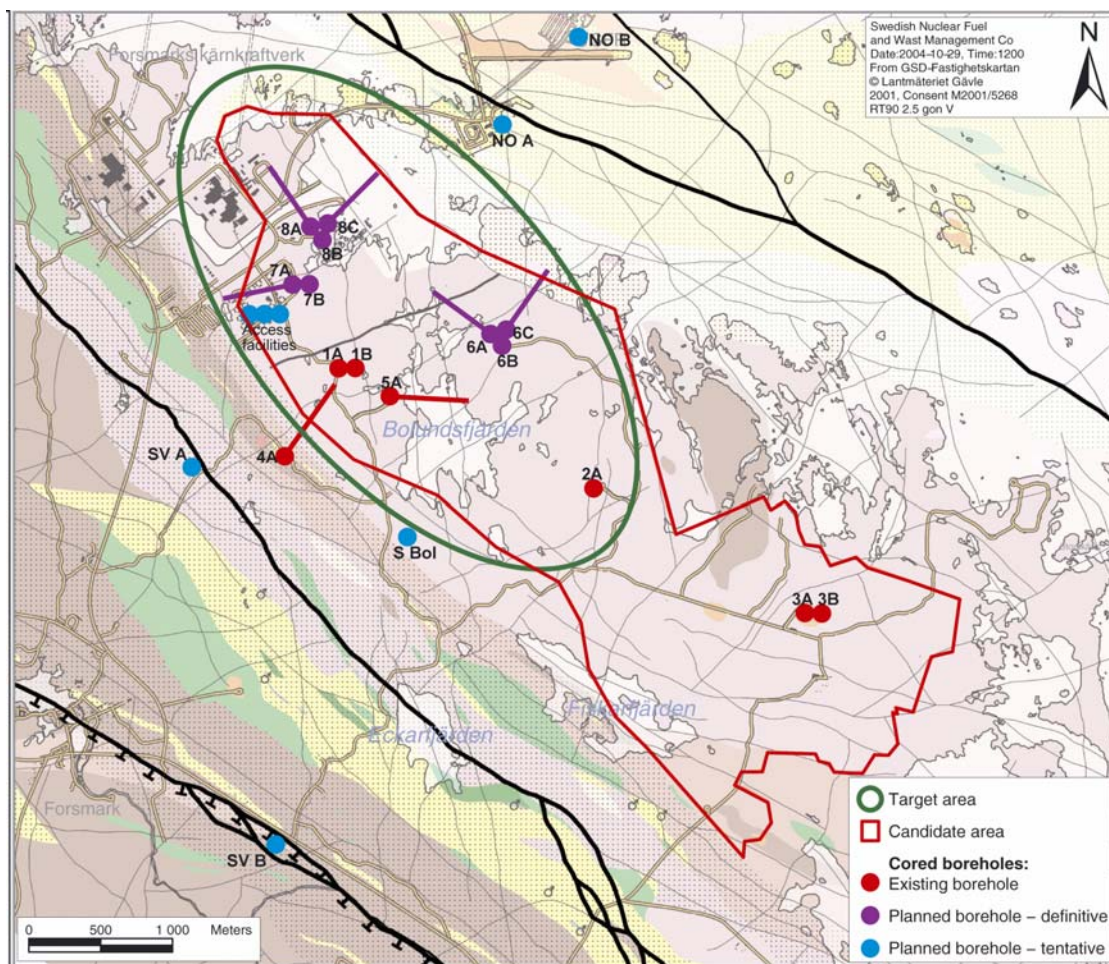 Swedish Nuclear Fuel
and Wast Management Co
Date:2004-10-29, Time:1200
From GSD-Fastighetskartan
© Lantmäteriet Gävle
2001, Consent M2001/5268
RT90 2.5 gon V
N
NO B
Forsmarks kärnkraftverk
NO A
8A
8C
8B
7A
7B
Access
facilities
6A
6C
6B
1A
1B
5A
Bolundsfjärden
4A
SV A
2A
S Bol
3A
3B
Eckarfjärden
Forsmark
SV B
Target area
Candidate area
Cored boreholes:
Existing borehole
Planned borehole – definitive
Planned borehole – tentative
0
500
1 000
Meters